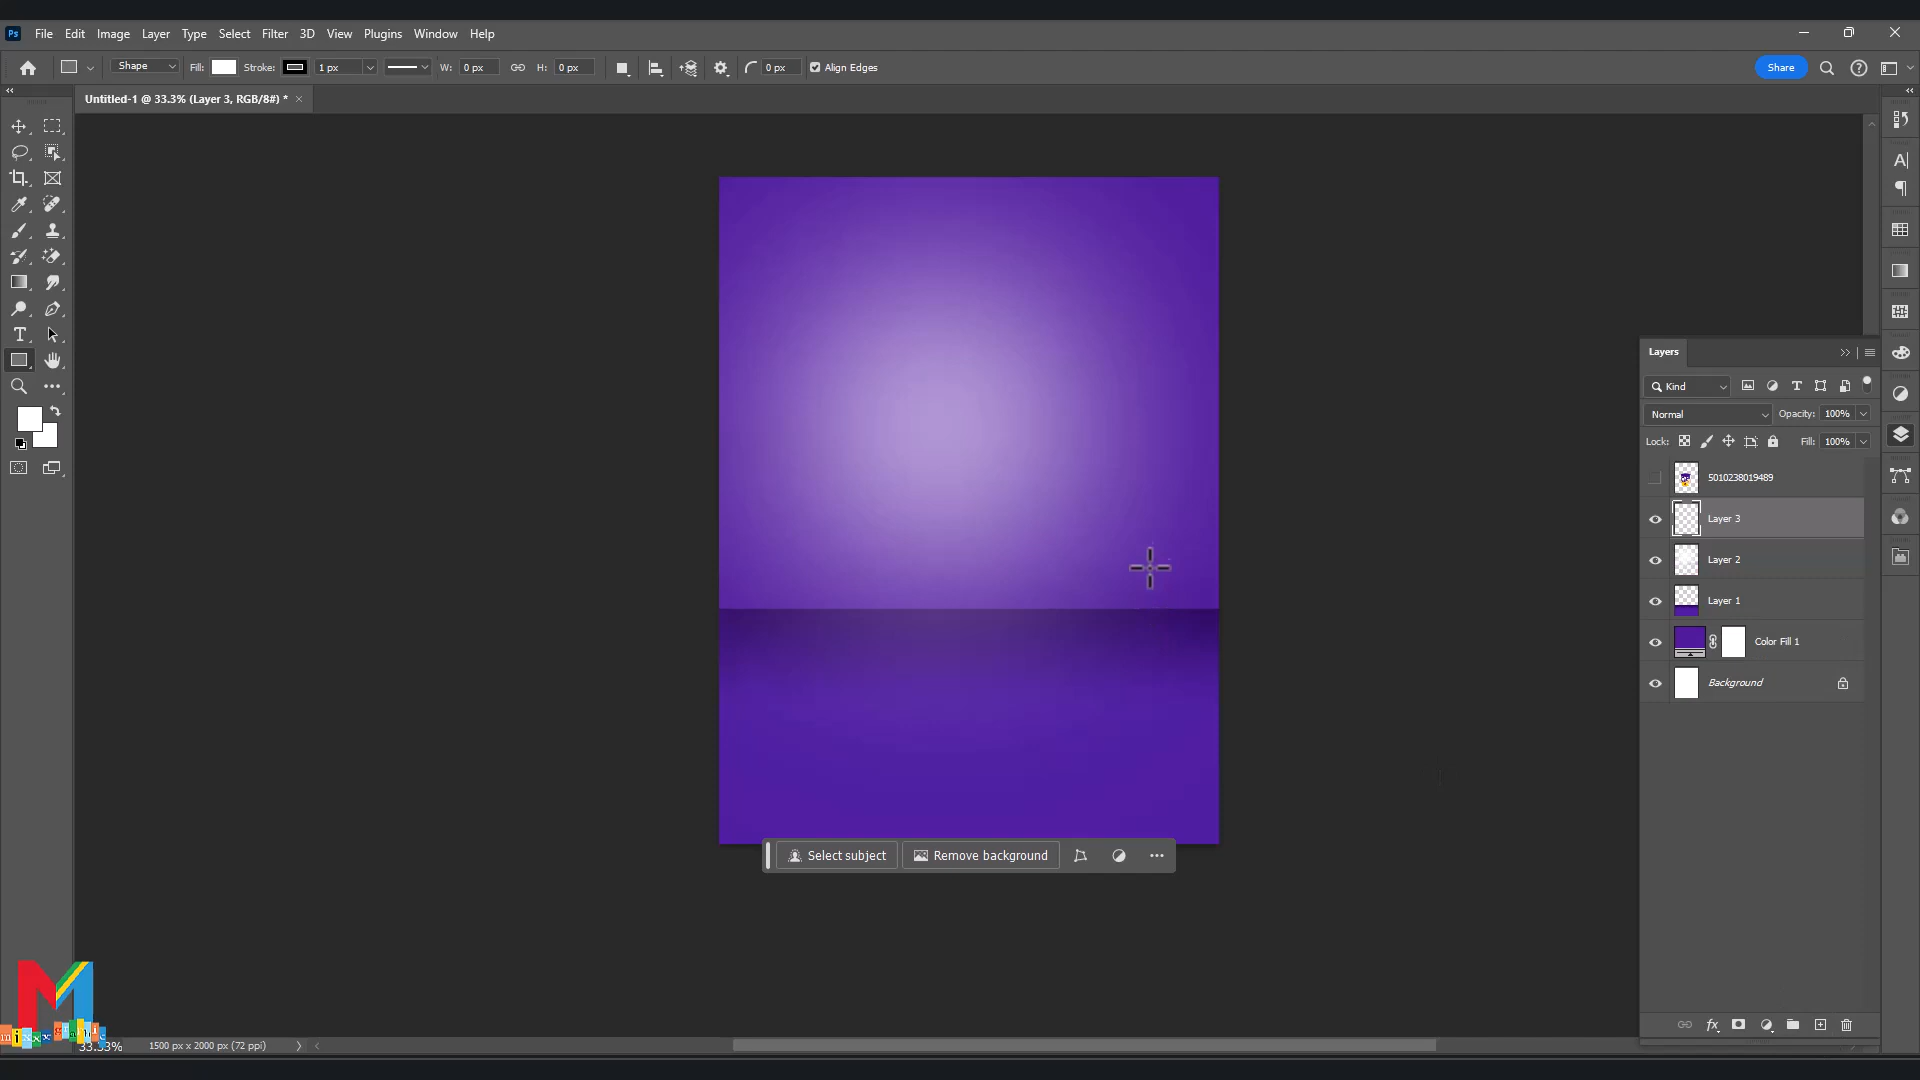 Ps File Edit Image Layer Type Select Filter 3D View Plugins Window Help
Shape Fill: Stroke: 1 px W: 0 px H: 0 px 0 px Align Edges Share
Untitled-1 @ 33.3% (Layer 3, RGB/8#) * ×
Layers
Kind
Normal Opacity: 100%
Lock: Fill: 100%
5010238019489
Layer 3
Layer 2
Layer 1
Color Fill 1
Background
Select subject Remove background
M
33.33% 1500 px x 2000 px (72 ppi)